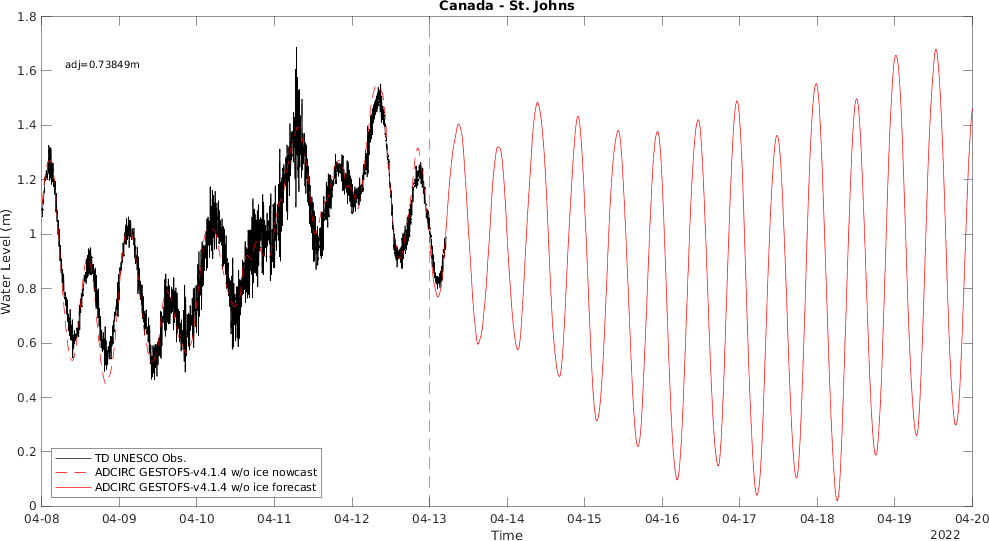 Canada - St. Johns
1.8
1.6
1.4
1.2
1
0.8
0.6
0.4
0.2
0
Water Level (m)
adj=0.73849m
TD UNESCO Obs.
ADCIRC GESTOFS-v4.1.4 w/o ice nowcast
ADCIRC GESTOFS-v4.1.4 w/o ice forecast
04-08 04-09 04-10 04-11 04-12 04-13 04-14 04-15 04-16 04-17 04-18 04-19 04-20
Time
2022